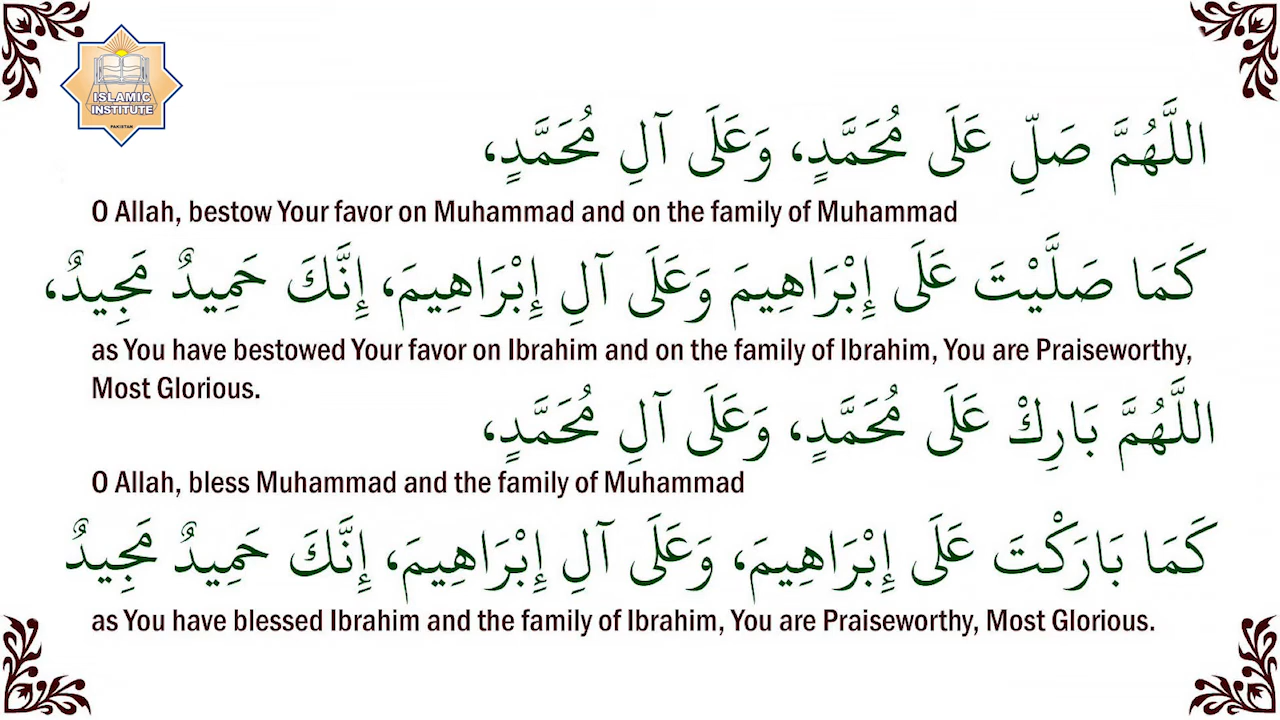 ISLAMIC
INSTITUTE
PAKISTAN
اللَّهُمَّ صَلِّ عَلَى مُحَمَّدٍ، وَعَلَى آلِ مُحَمَّدٍ،
O Allah, bestow Your favor on Muhammad and on the family of Muhammad
كَمَا صَلَّيْتَ عَلَى إِبْرَاهِيمَ وَعَلَى آلِ إِبْرَاهِيمَ، إِنَّكَ حَمِيدٌ مَجِيدٌ،
as You have bestowed Your favor on Ibrahim and on the family of Ibrahim, You are Praiseworthy,
Most Glorious.
اللَّهُمَّ بَارِكْ عَلَى مُحَمَّدٍ، وَعَلَى آلِ مُحَمَّدٍ،
O Allah, bless Muhammad and the family of Muhammad
كَمَا بَارَكْتَ عَلَى إِبْرَاهِيمَ، وَعَلَى آلِ إِبْرَاهِيمَ، إِنَّكَ حَمِيدٌ مَجِيدٌ
as You have blessed Ibrahim and the family of Ibrahim, You are Praiseworthy, Most Glorious.